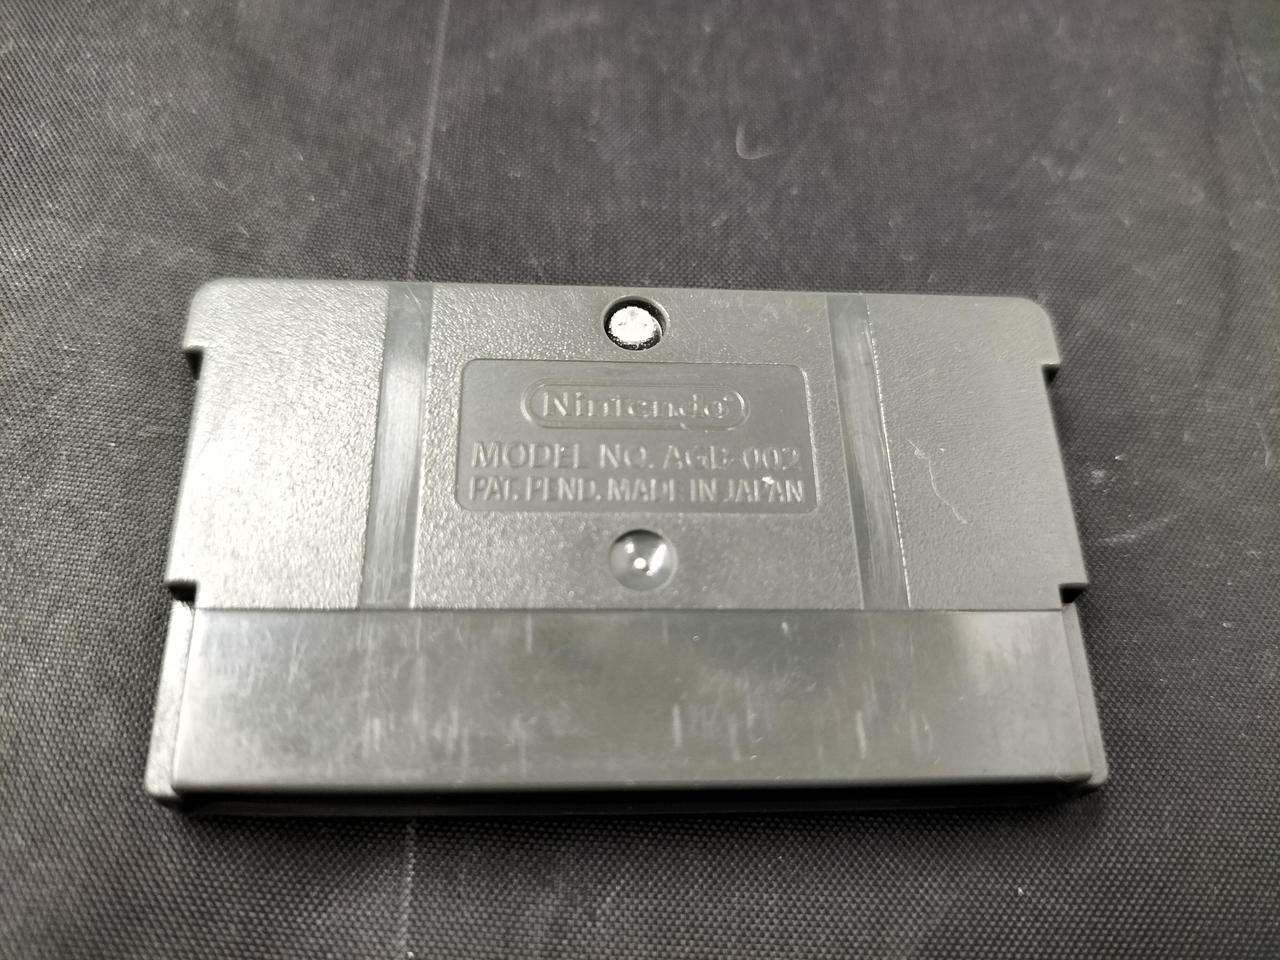 Nintendo®
MODEL NO. AGB-002
PAT. PEND. MADE IN JAPAN